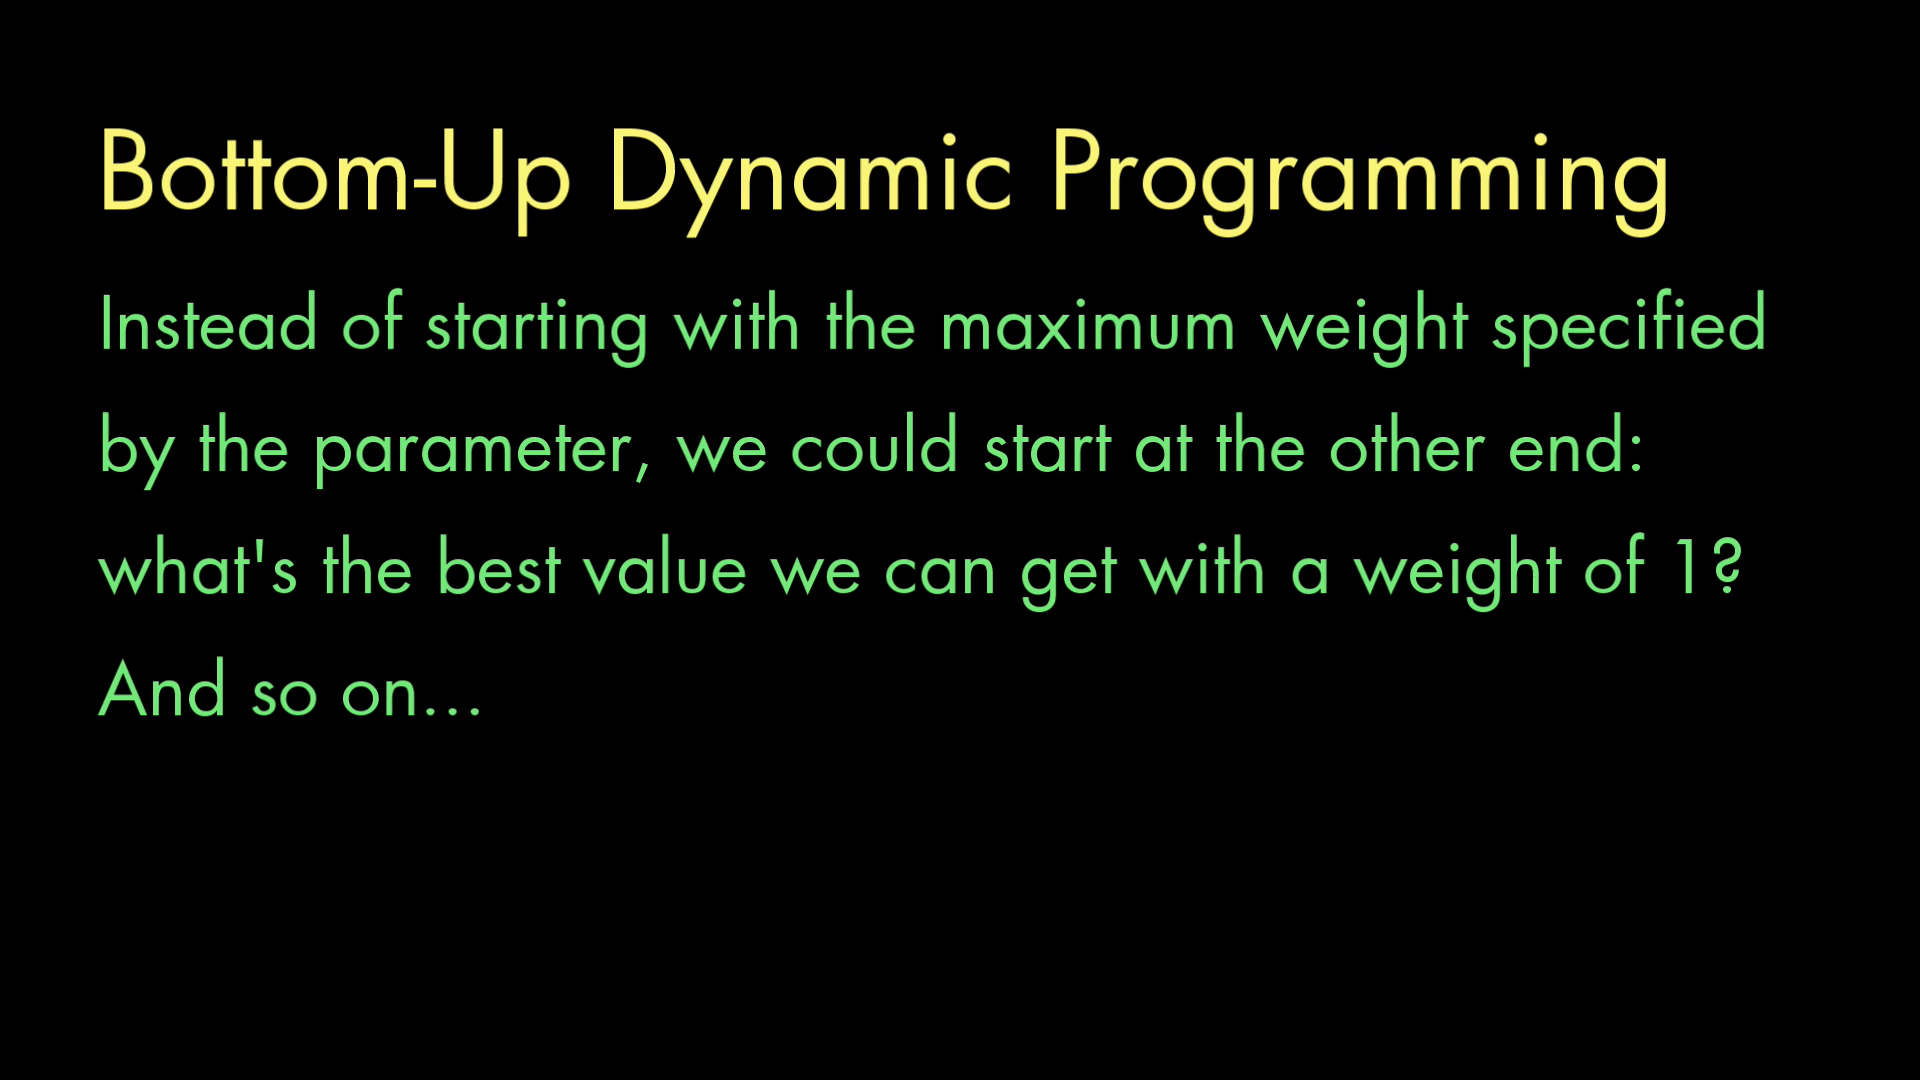 Bottom-Up Dynamic Programming
Instead of starting with the maximum weight specified
by the parameter, we could start at the other end:
what's the best value we can get with a weight of 1?
And so on...